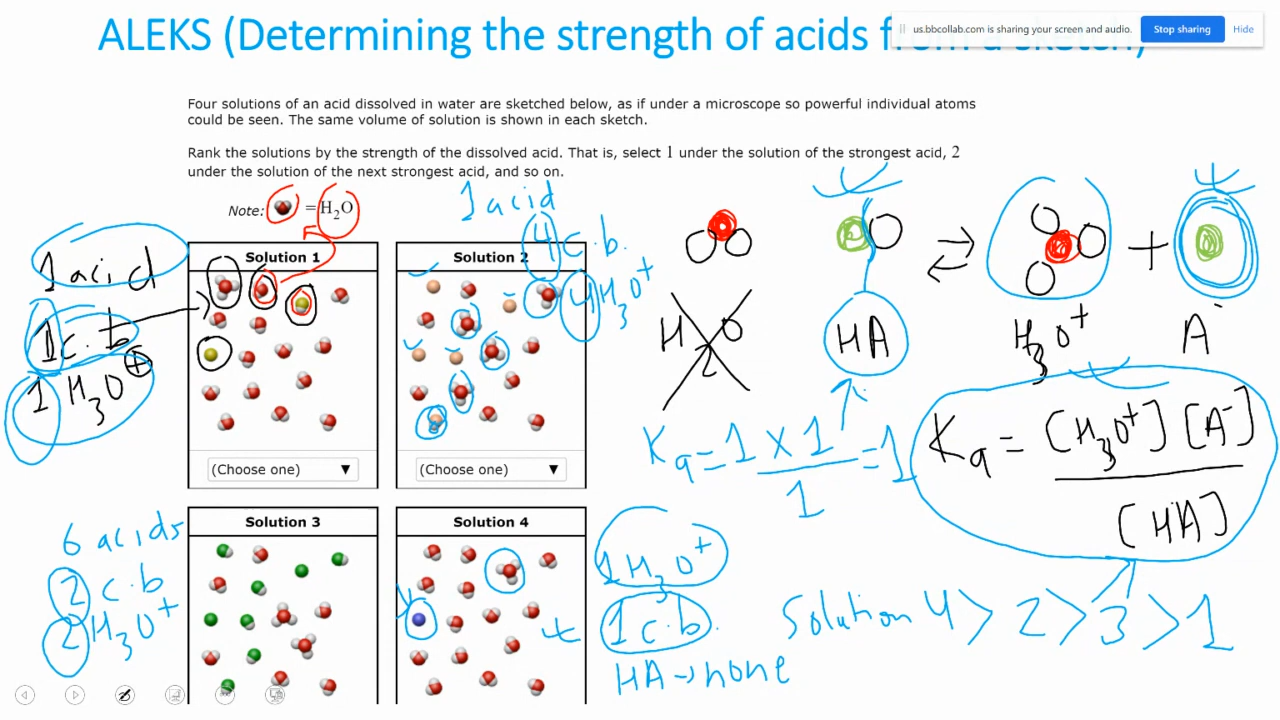 ALEKS (Determining the strength of acids from a sketch)
us.bbcollab.com is sharing your screen and audio.
Stop sharing
Hide
Four solutions of an acid dissolved in water are sketched below, as if under a microscope so powerful individual atoms
could be seen. The same volume of solution is shown in each sketch.
Rank the solutions by the strength of the dissolved acid. That is, select 1 under the solution of the strongest acid, 2
under the solution of the next strongest acid, and so on.
Note: = H₂O
1 acid
4 c.b.
4 H₃O⁺
1 acid
1 c.b
1 H₃O⁺
Solution 1
Solution 2
(Choose one) ▼
(Choose one) ▼
⇌ +
H₂O
HA
H₃O⁺
A⁻
Ka = 1 X 1 / 1 = 1
Ka = [H₃O⁺] [A⁻] / [HA]
6 acids
2 c.b
2 H₃O⁺
Solution 3
Solution 4
1 H₃O⁺
1 c.b.
HA → none
Solution 4 > 2 > 3 > 1